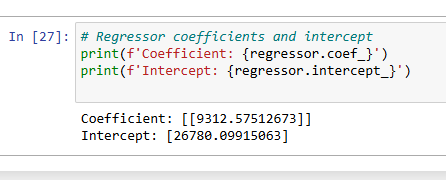 In [27]: # Regressor coefficients and intercept
print(f'Coefficient: {regressor.coef_}')
print(f'Intercept: {regressor.intercept_}')
Coefficient: [[9312.57512673]]
Intercept: [26780.09915063]